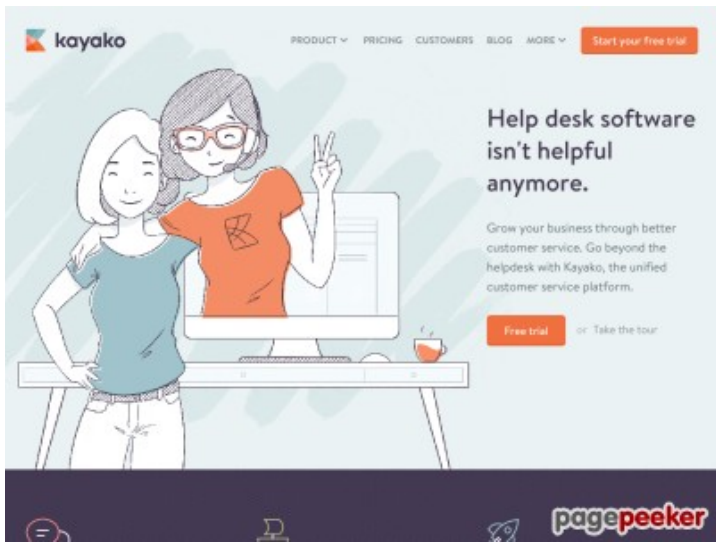 kayako
PRODUCT PRICING CUSTOMERS BLOG MORE Start your free trial
Help desk software
isn't helpful
anymore.
Grow your business through better
customer service. Go beyond the
helpdesk with Kayako, the unified
customer service platform.
Free trial or Take the tour
pagepeeker